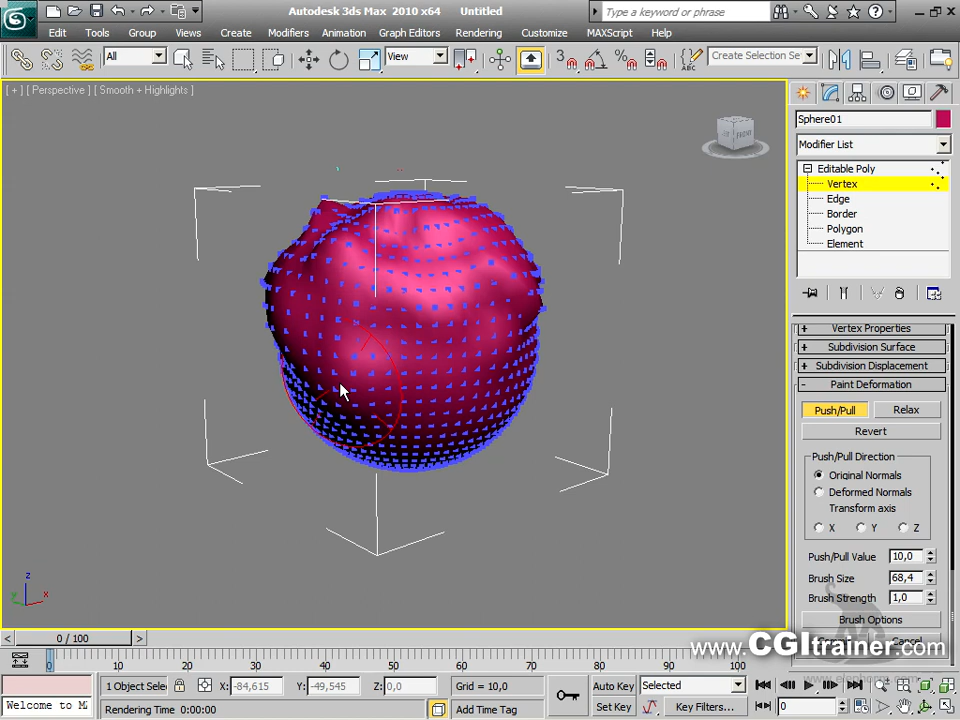 Autodesk 3ds Max 2010 x64 Untitled
Type a keyword or phrase
Edit Tools Group Views Create Modifiers Animation Graph Editors Rendering Customize MAXScript Help
All View 3 Create Selection Se
[ + ] [ Perspective ] [ Smooth + Highlights ]
FRONT
Sphere01
Modifier List
Editable Poly
Vertex
Edge
Border
Polygon
Element
+ Vertex Properties
+ Subdivision Surface
+ Subdivision Displacement
- Paint Deformation
Push/Pull Relax
Revert
Push/Pull Direction
Original Normals
Deformed Normals
Transform axis
X Y Z
Push/Pull Value 10,0
Brush Size 68,4
Brush Strength 1,0
Brush Options
Cancel
www.CGItrainer.com
z
y
x
< 0 / 100 >
0 10 20 30 40 50 60 70 80 90 100
1 Object Selec X: -84,615 Y: -49,545 Z: 0,0 Grid = 10,0 Auto Key Selected
Welcome to M Rendering Time 0:00:00 Add Time Tag Set Key Key Filters... 0